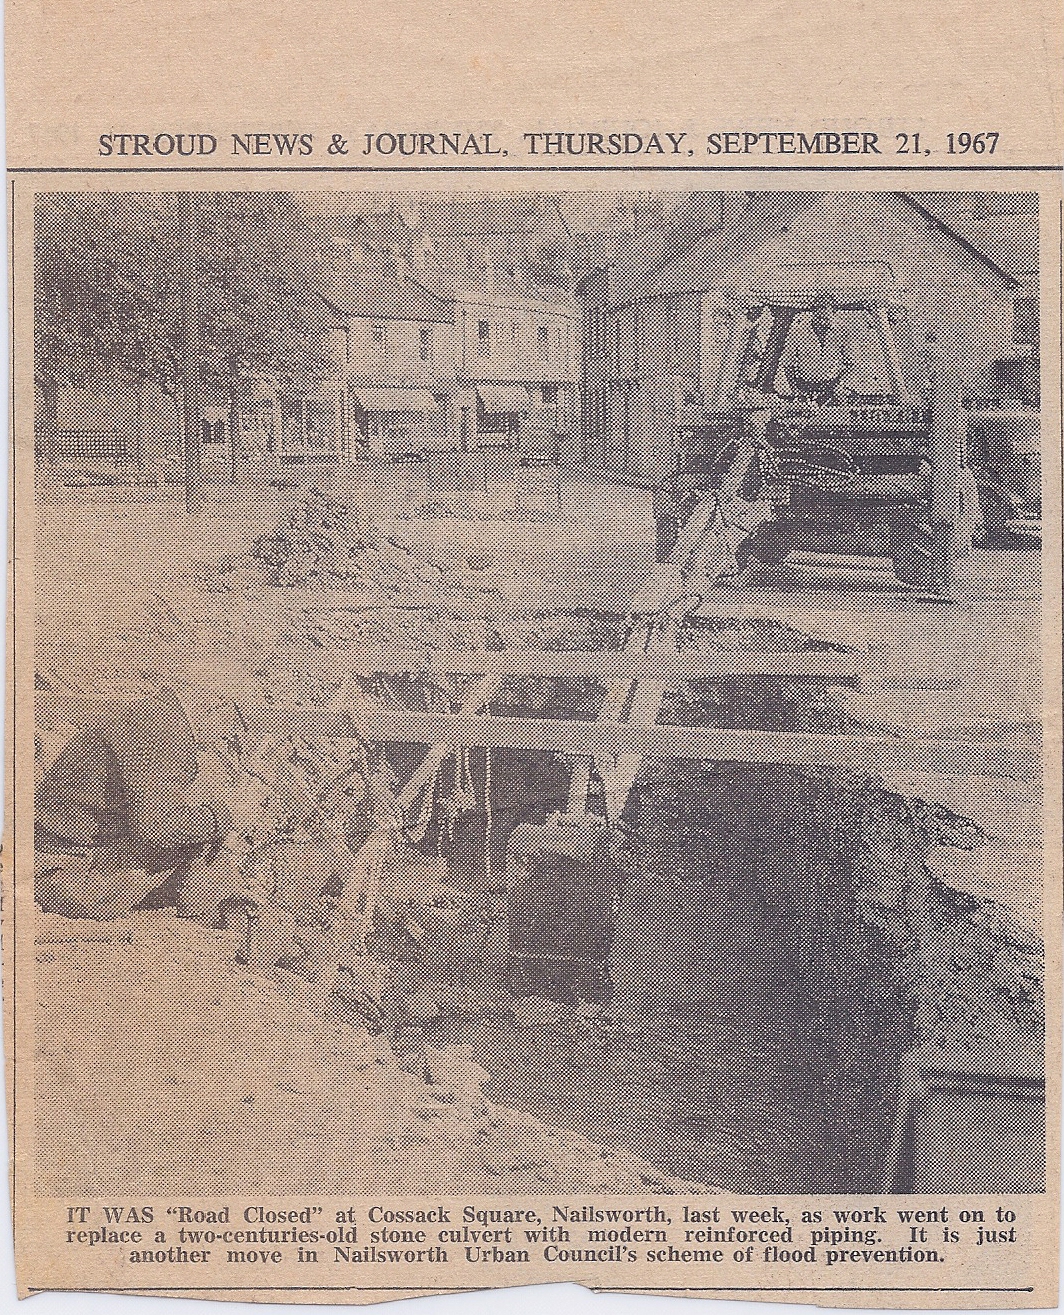 STROUD NEWS & JOURNAL, THURSDAY, SEPTEMBER 21, 1967
IT WAS “Road Closed” at Cossack Square, Nailsworth, last week, as work went on to
replace a two-centuries-old stone culvert with modern reinforced piping. It is just
another move in Nailsworth Urban Council’s scheme of flood prevention.